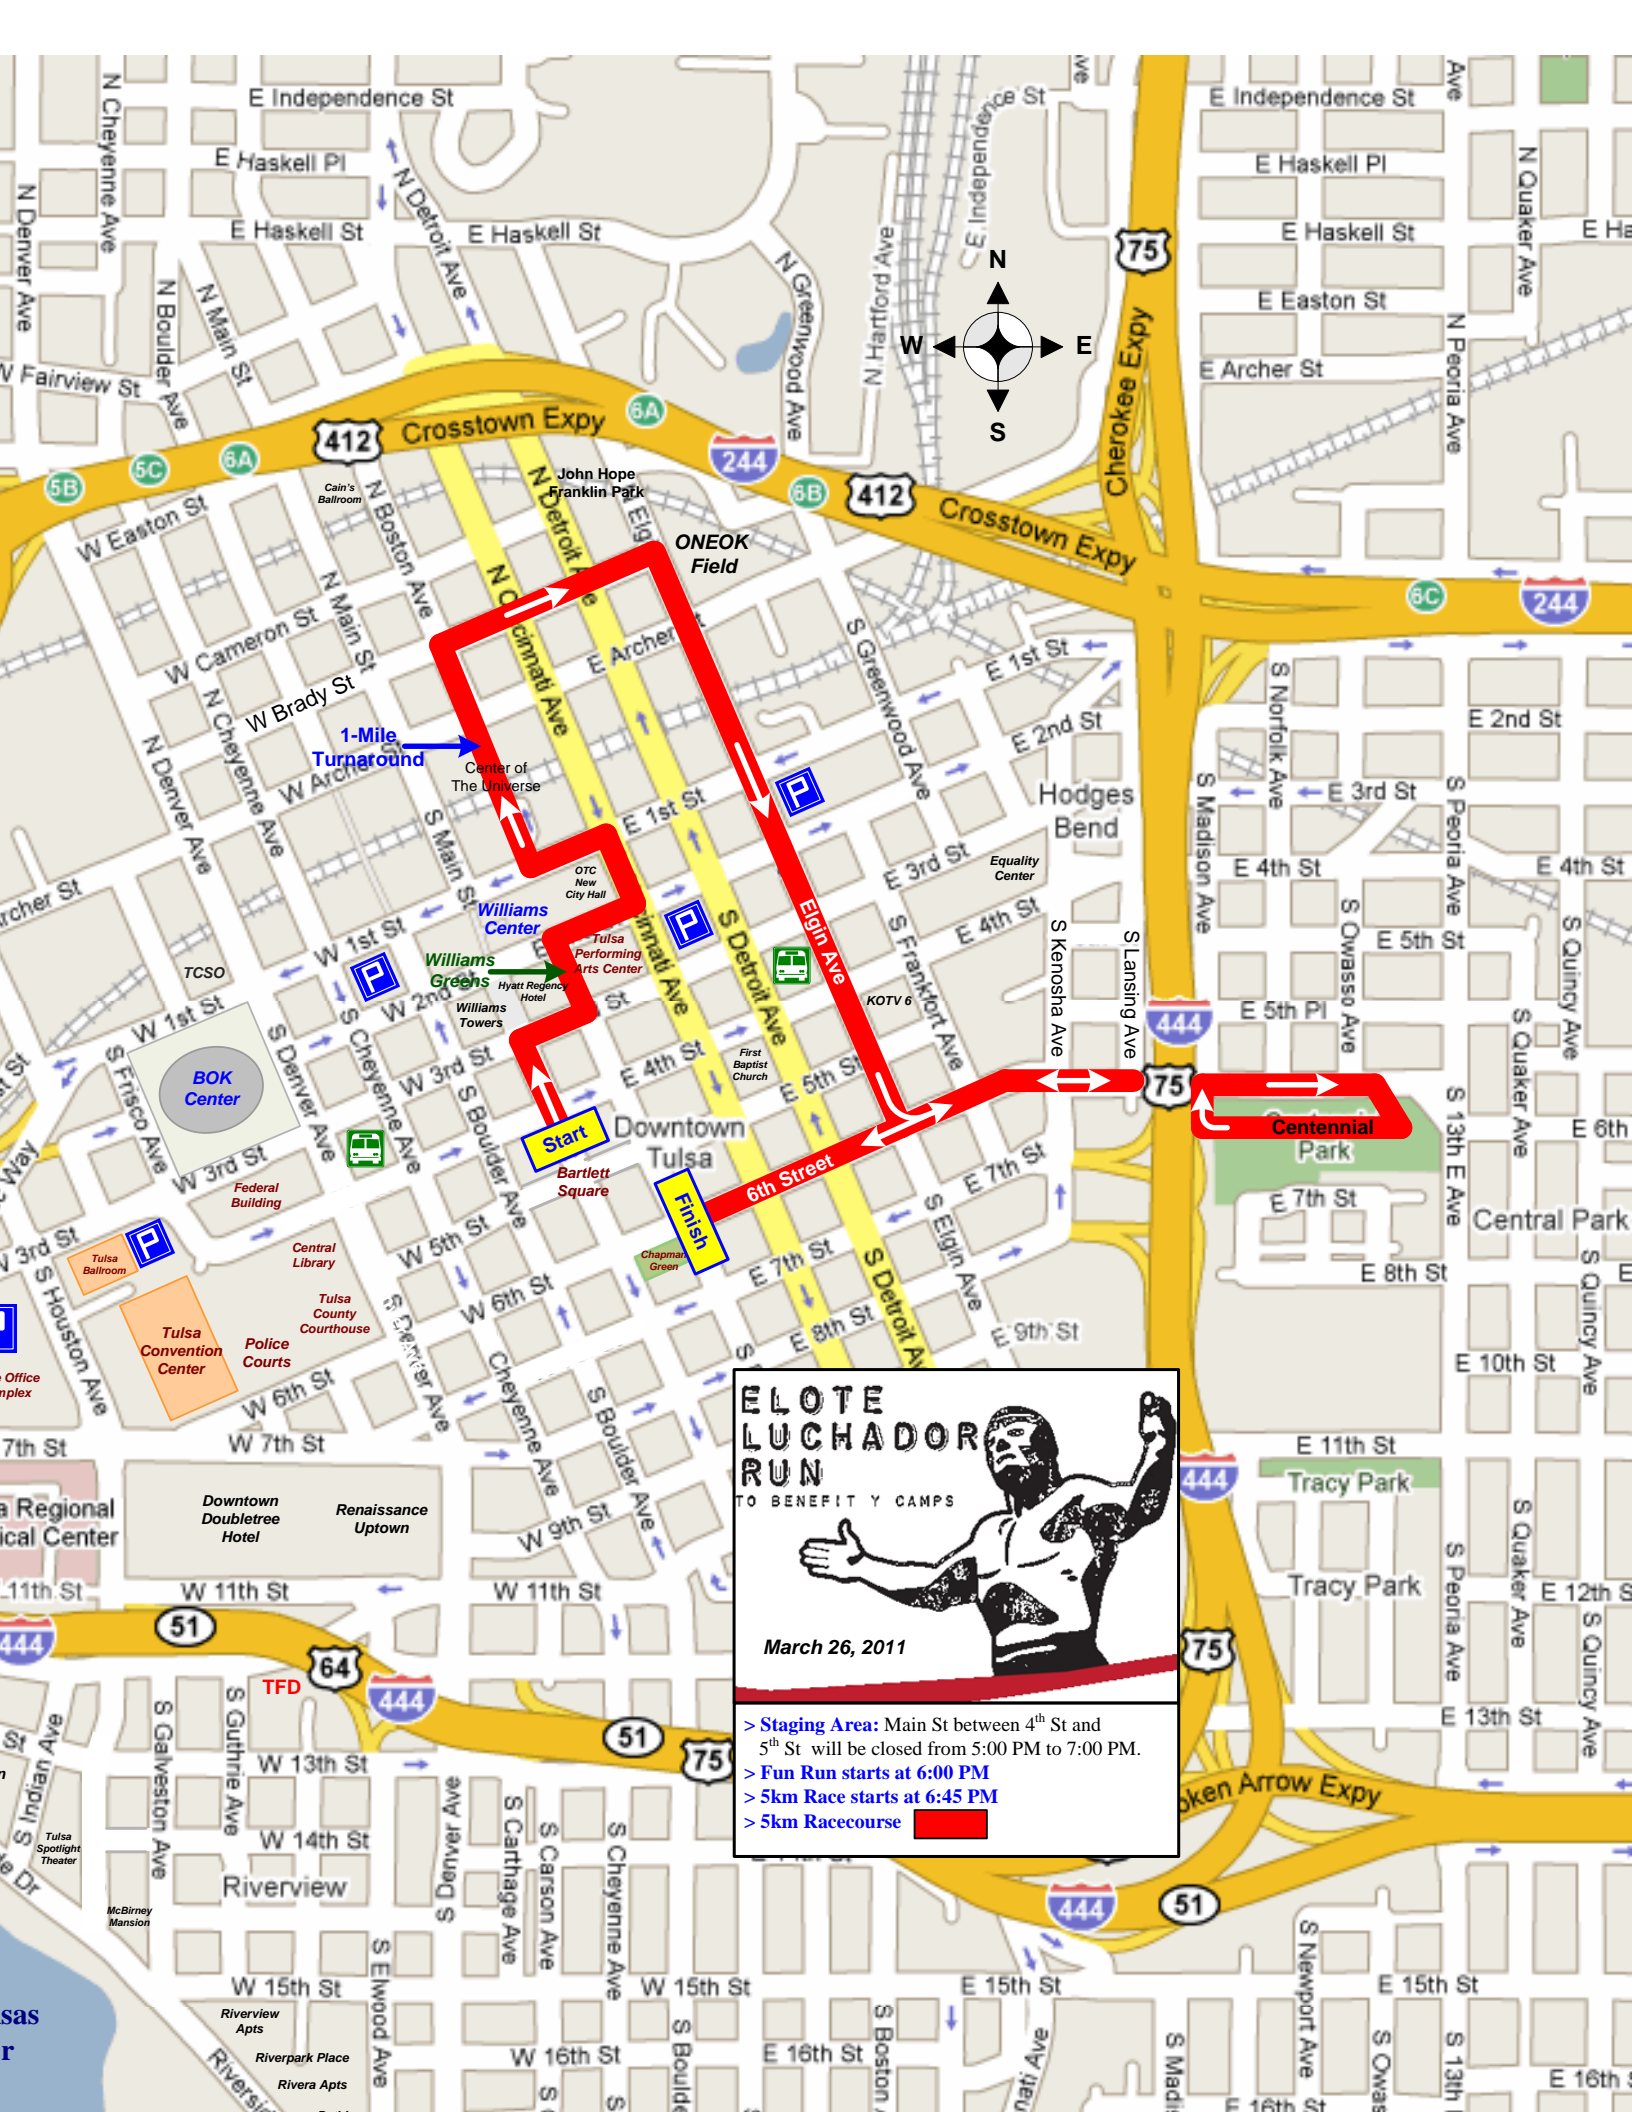 E Independence St
E Independence St
N Cheyenne Ave
E Haskell Pl
E Haskell Pl
N Denver Ave
N Detroit Ave
E Haskell St
E Haskell St
E Haskell St
N Quaker Ave
N Boulder Ave
N Main St
N Greenwood Ave
N Hartford Ave
E Independence St
N
W
E
S
75
E Easton St
E Archer St
N Peoria Ave
Cherokee Expy
W Fairview St
412
Crosstown Expy
6A
5B
5C
6A
244
6B
412
Crosstown Expy
6C
244
Cain's
Ballroom
John Hope
Franklin Park
W Easton St
N Boston Ave
N Detroit Ave
ONEOK
Field
N Main St
W Cameron St
N Cheyenne Ave
W Brady St
N Cincinnati Ave
E Archer St
S Greenwood Ave
E 1st St
E 2nd St
S Norfolk Ave
E 2nd St
N Denver Ave
1-Mile
Turnaround
W Archer St
Center of
The Universe
E 1st St
Hodges
Bend
S Madison Ave
E 3rd St
S Peoria Ave
S Main St
E 3rd St
E 4th St
E 4th St
Equality
Center
OTC
New
City Hall
Williams
Center
W 1st St
Tulsa
Performing
Arts Center
Williams
Greens
Hyatt Regency
Hotel
Williams
Towers
Elgin Ave
S Detroit Ave
S Frankfort Ave
E 4th St
S Kenosha Ave
S Lansing Ave
S Owasso Ave
E 5th St
S Quincy Ave
KOTV 6
444
E 5th Pl
S Quaker Ave
TCSO
W 1st St
W 2nd St
W 3rd St
E 4th St
E 5th St
First
Baptist
Church
BOK
Center
S Frisco Ave
S Denver Ave
S Cheyenne Ave
S Boulder Ave
75
Centennial
Park
S 13th E Ave
E 6th
Start
Downtown
Tulsa
Bartlett
Square
6th Street
Finish
Chapman
Green
E 7th St
E 7th St
E 7th St
Central Park
E 8th St
W 3rd St
W 3rd St
Federal
Building
Tulsa
Ballroom
Central
Library
W 5th St
W 6th St
Tulsa
County
Courthouse
Tulsa
Convention
Center
Police
Courts
S Houston Ave
W 6th St
S Elgin Ave
S Detroit Ave
E 8th St
E 9th St
E 10th St
S Quincy Ave
Office
7th St
W 7th St
Cheyenne Ave
S Boulder Ave
E 11th St
Tracy Park
444
Downtown
Doubletree
Hotel
Renaissance
Uptown
W 9th St
a Regional
ical Center
11th St
W 11th St
W 11th St
ELOTE
LUCHADOR
RUN
TO BENEFIT Y CAMPS
March 26, 2011
> Staging Area: Main St between 4th St and
5th St will be closed from 5:00 PM to 7:00 PM.
> Fun Run starts at 6:00 PM
> 5km Race starts at 6:45 PM
> 5km Racecourse
Tracy Park
S Peoria Ave
S Quaker Ave
E 12th S
S Quincy Ave
75
E 13th St
444
51
64
TFD
444
51
75
S Indian Ave
S Galveston Ave
S Guthrie Ave
W 13th St
W 14th St
Riverview
S Denver Ave
S Carthage Ave
S Carson Ave
S Cheyenne Ave
Tulsa
Spotlight
Theater
McBirney
Mansion
oken Arrow Expy
444
51
W 15th St
S Elwood Ave
W 15th St
E 15th St
S Newport Ave
E 15th St
Riverview
Apts
Riverpark Place
Rivera Apts
W 16th St
E 16th St
S Boston
S Owas
S 13th
E 16th S
E 16th St
sas
r